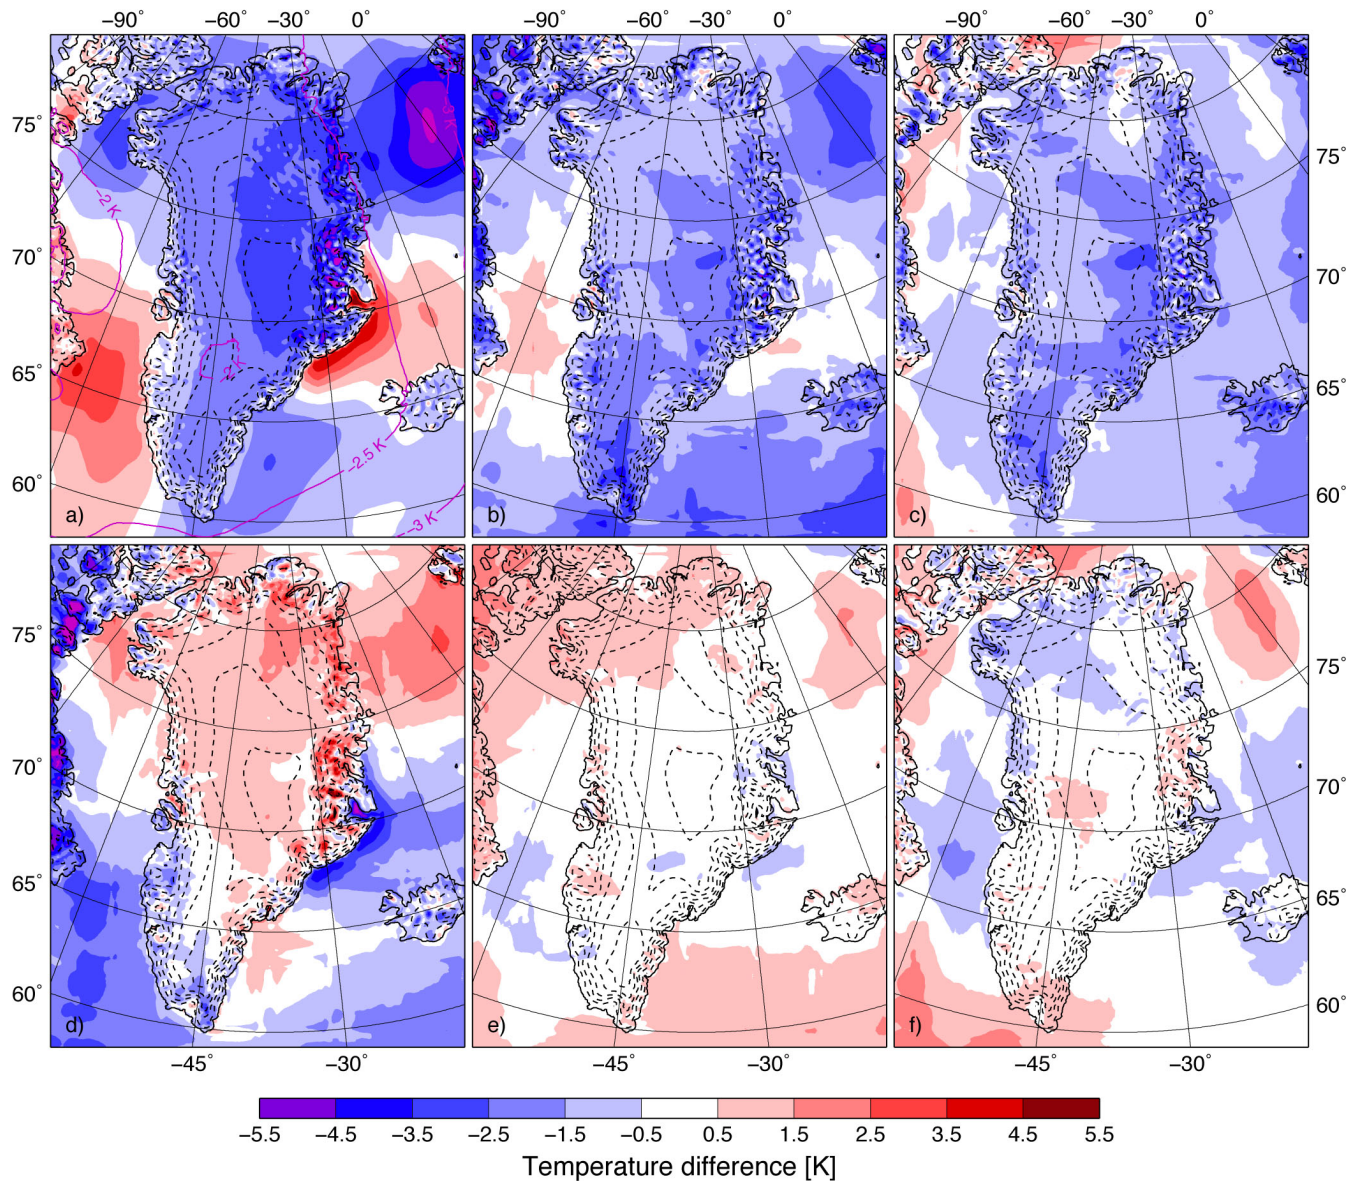 −90° −60° −30° 0° −90° −60° −30° 0° −90° −60° −30° 0°
75° 75°
70° 70°
65° 65°
60° 60°
−2 K
−3 K
−2K
−2.5 K
−3 K
a) b) c)
75° 75°
70° 70°
65° 65°
60° 60°
d) e) f)
−45° −30° −45° −30° −45° −30°
−5.5 −4.5 −3.5 −2.5 −1.5 −0.5 0.5 1.5 2.5 3.5 4.5 5.5
Temperature difference [K]